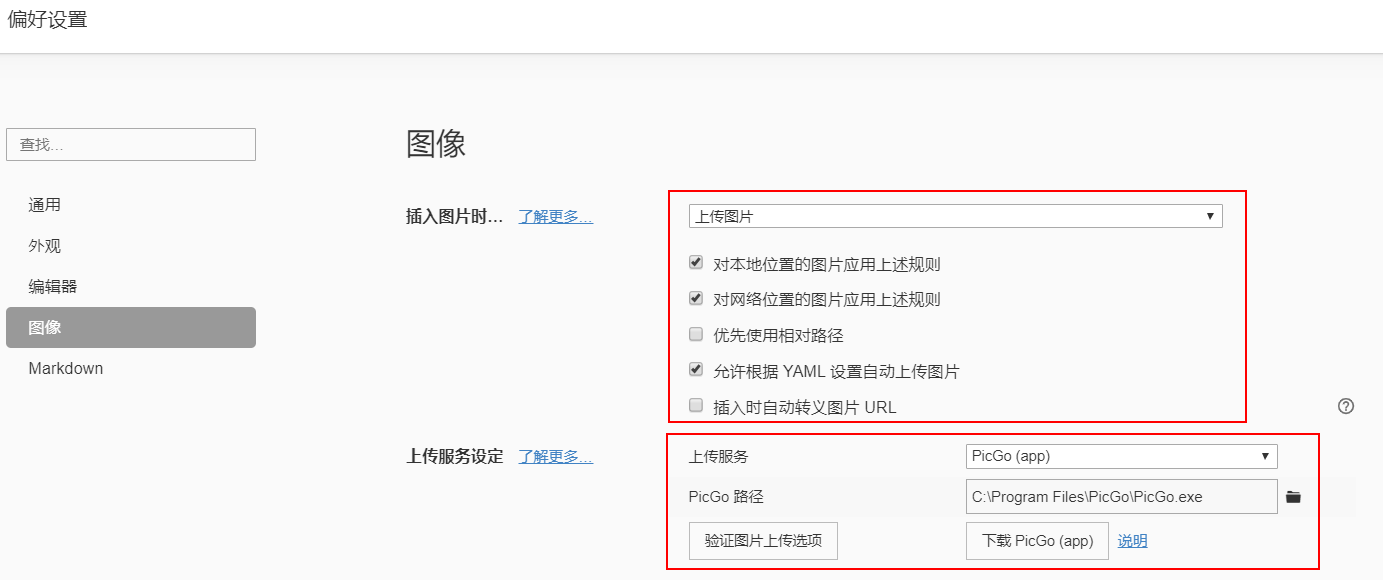 偏好设置
查找...
通用
外观
编辑器
图像
Markdown
图像
插入图片时... 了解更多...
上传图片
对本地位置的图片应用上述规则
对网络位置的图片应用上述规则
优先使用相对路径
允许根据 YAML 设置自动上传图片
插入时自动转义图片 URL
上传服务设定 了解更多...
上传服务 PicGo (app)
PicGo 路径 C:\Program Files\PicGo\PicGo.exe
验证图片上传选项 下载 PicGo (app) 说明